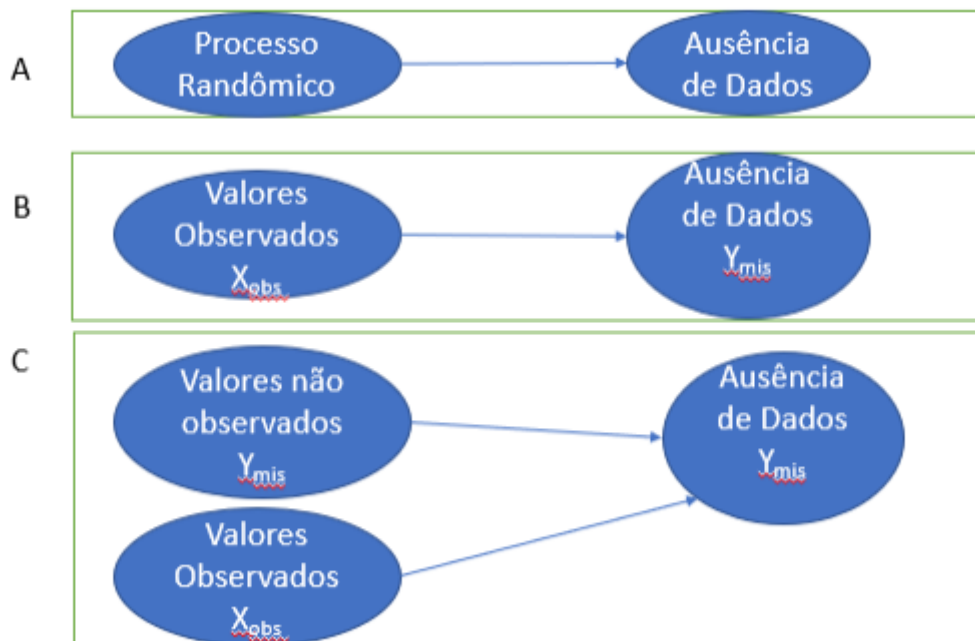 A
Processo
Randômico
Ausência
de Dados
B
Valores
Observados
Xobs
Ausência
de Dados
Ymis
C
Valores não
observados
Ymis
Ausência
de Dados
Ymis
Valores
Observados
Xobs